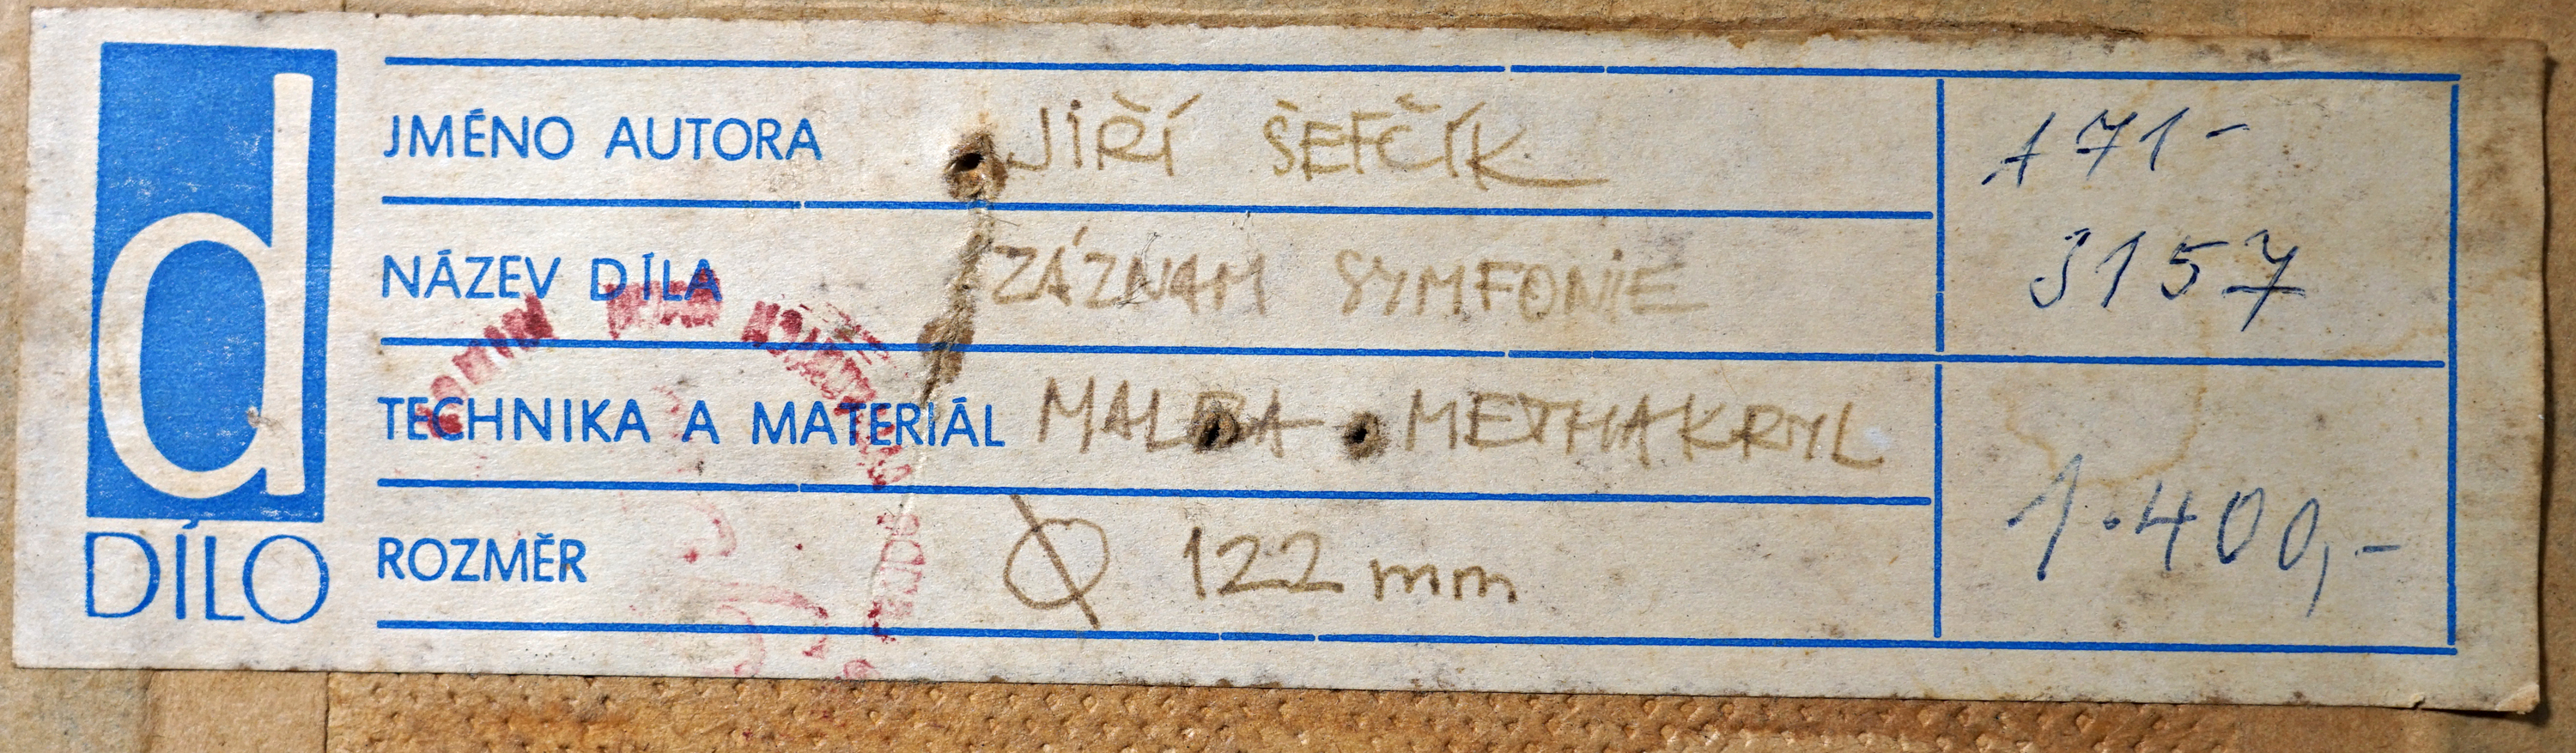 d
DÍLO
JMÉNO AUTORA JIŘÍ ŠEFČÍK
NÁZEV DÍLA ZÁZNAM SYMFONIE
TECHNIKA A MATERIÁL MALBA - METHAKRYL
ROZMĚR Ø 122 mm
171-
3157
1.400,-